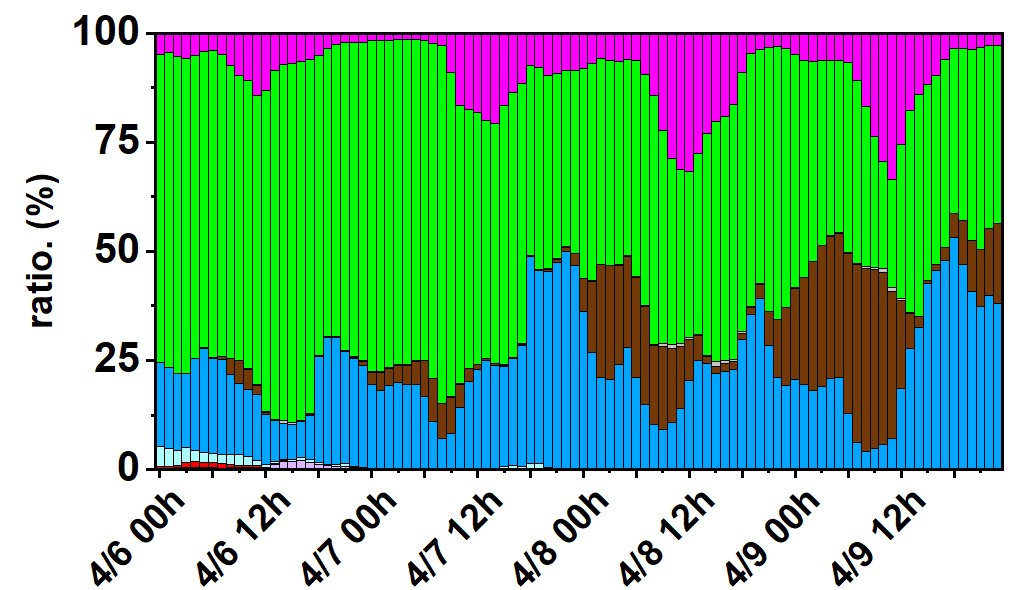 100
75
50
25
0
ratio. (%)
4/6 00h
4/6 12h
4/7 00h
4/7 12h
4/8 00h
4/8 12h
4/9 00h
4/9 12h